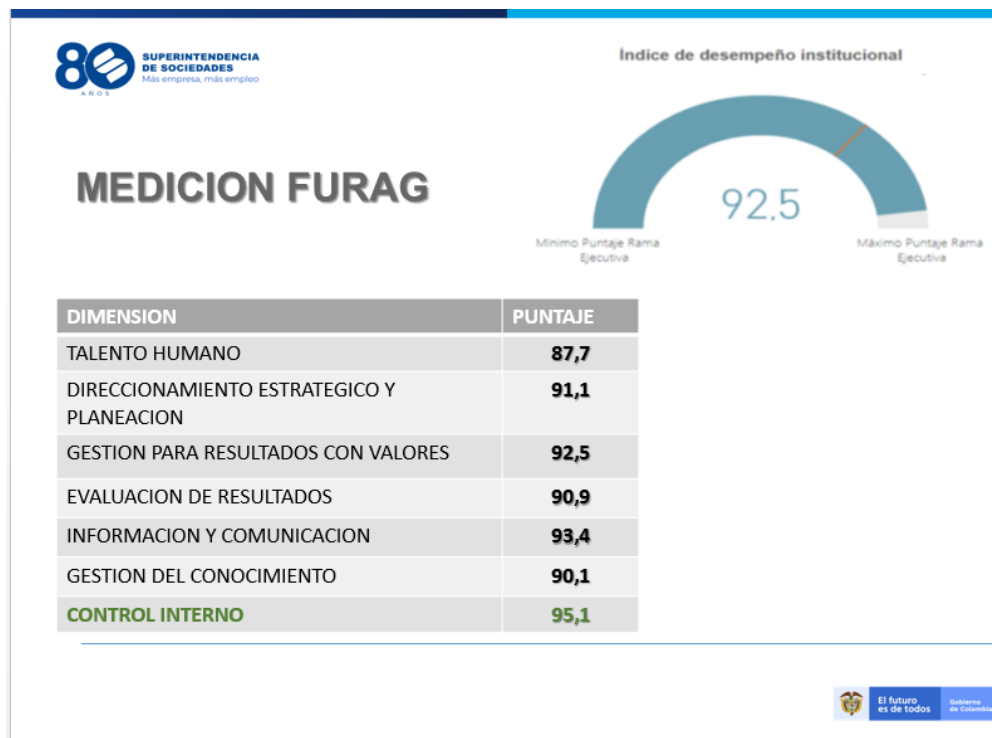 80
AÑOS
SUPERINTENDENCIA
DE SOCIEDADES
Más empresa, más empleo
Índice de desempeño institucional
MEDICION FURAG
92,5
Mínimo Puntaje Rama
Ejecutiva
Máximo Puntaje Rama
Ejecutiva
DIMENSION PUNTAJE
TALENTO HUMANO 87,7
DIRECCIONAMIENTO ESTRATEGICO Y 91,1
PLANEACION
GESTION PARA RESULTADOS CON VALORES 92,5
EVALUACION DE RESULTADOS 90,9
INFORMACION Y COMUNICACION 93,4
GESTION DEL CONOCIMIENTO 90,1
CONTROL INTERNO 95,1
El futuro
es de todos
Gobierno
de Colombia